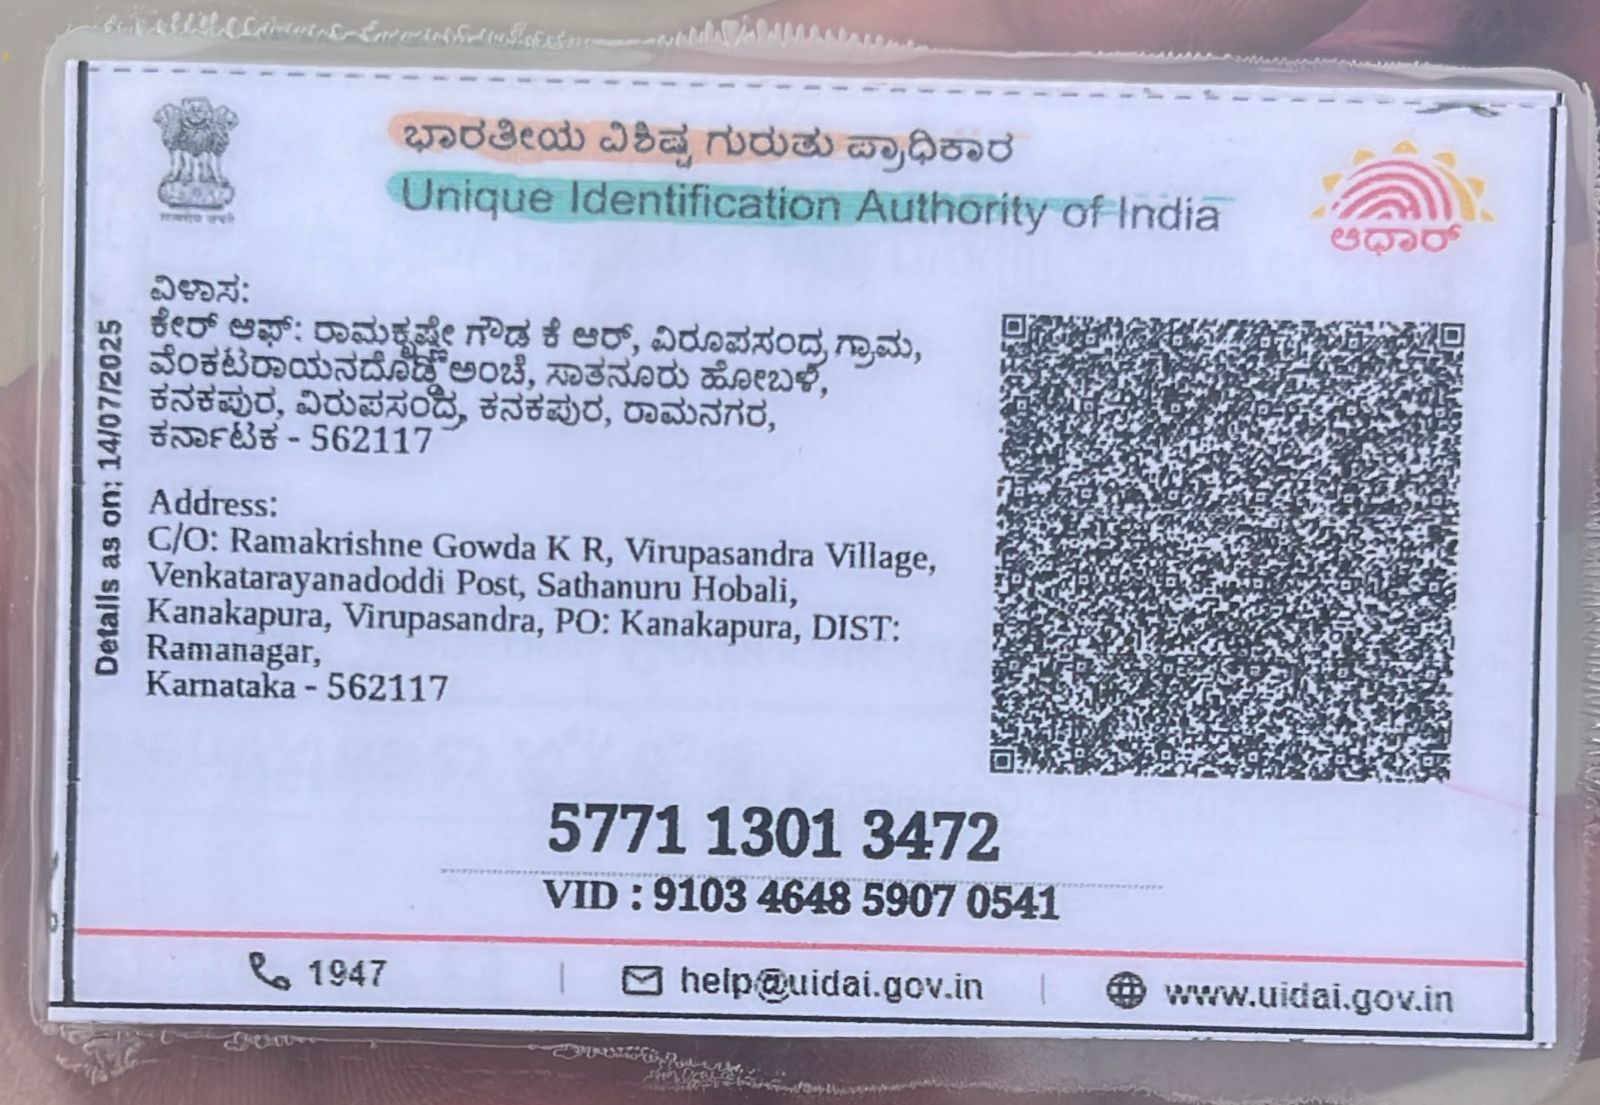 ಭಾರತೀಯ ವಿಶಿಷ್ಟ ಗುರುತು ಪ್ರಾಧಿಕಾರ
Unique Identification Authority of India
ಆಧಾರ್
Details as on: 14/07/2025
ವಿಳಾಸ:
ಕೇರ್ ಆಫ್: ರಾಮಕೃಷ್ಣೇ ಗೌಡ ಕೆ ಆರ್, ವಿರೂಪಸಂದ್ರ ಗ್ರಾಮ,
ವೆಂಕಟರಾಯನದೊಡ್ಡಿ ಅಂಚೆ, ಸಾತನೂರು ಹೋಬಳಿ,
ಕನಕಪುರ, ವಿರುಪಸಂದ್ರ, ಕನಕಪುರ, ರಾಮನಗರ,
ಕರ್ನಾಟಕ - 562117
Address:
C/O: Ramakrishne Gowda K R, Virupasandra Village,
Venkatarayanadoddi Post, Sathanuru Hobali,
Kanakapura, Virupasandra, PO: Kanakapura, DIST:
Ramanagar,
Karnataka - 562117
5771 1301 3472
VID : 9103 4648 5907 0541
1947
help@uidai.gov.in
www.uidai.gov.in